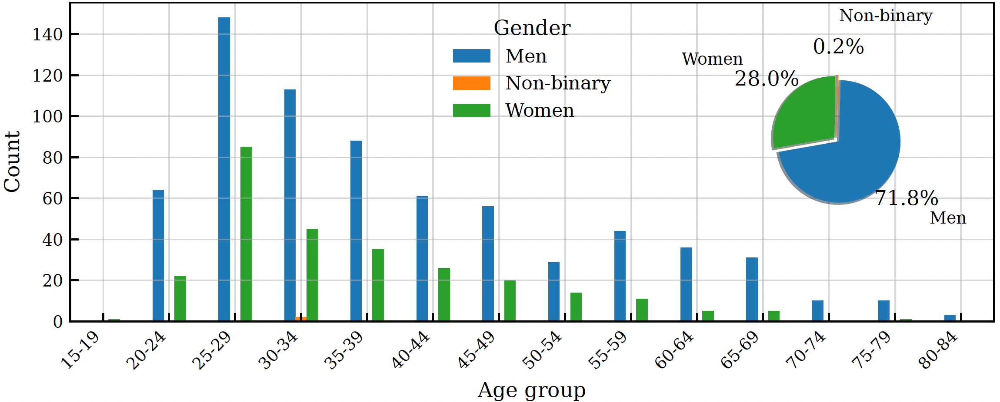 Non-binary
Gender
140
0.2%
Men
Women
120
28.0%
Non-binary
100
Women
Count
80
60
71.8%
Men
40
20
0
15-19
20-24
25-29
30-34
35-39
40-44
45-49
50-54
55-59
60-64
65-69
70-74
75-79
80-84
Age group